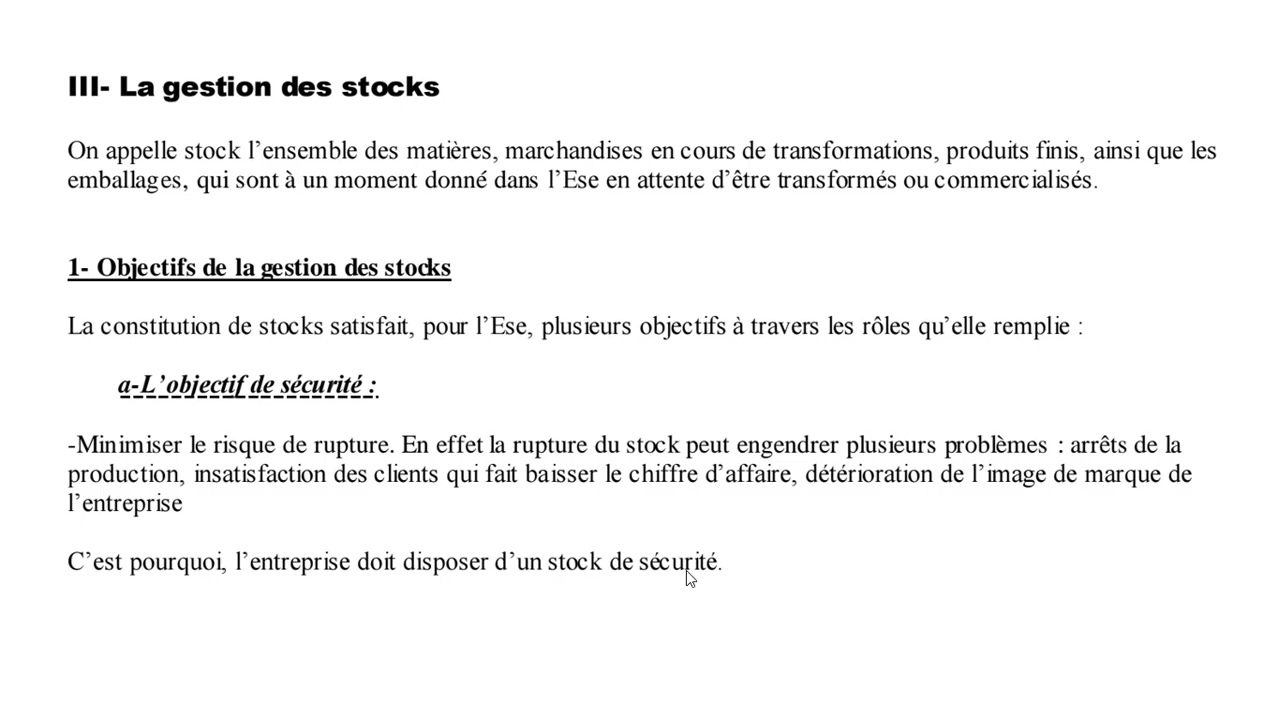 III- La gestion des stocks
On appelle stock l’ensemble des matières, marchandises en cours de transformations, produits finis, ainsi que les
emballages, qui sont à un moment donné dans l’Ese en attente d’être transformés ou commercialisés.
1- Objectifs de la gestion des stocks
La constitution de stocks satisfait, pour l’Ese, plusieurs objectifs à travers les rôles qu’elle remplie :
a-L’objectif de sécurité :
-Minimiser le risque de rupture. En effet la rupture du stock peut engendrer plusieurs problèmes : arrêts de la
production, insatisfaction des clients qui fait baisser le chiffre d’affaire, détérioration de l’image de marque de
l’entreprise
C’est pourquoi, l’entreprise doit disposer d’un stock de sécurité.